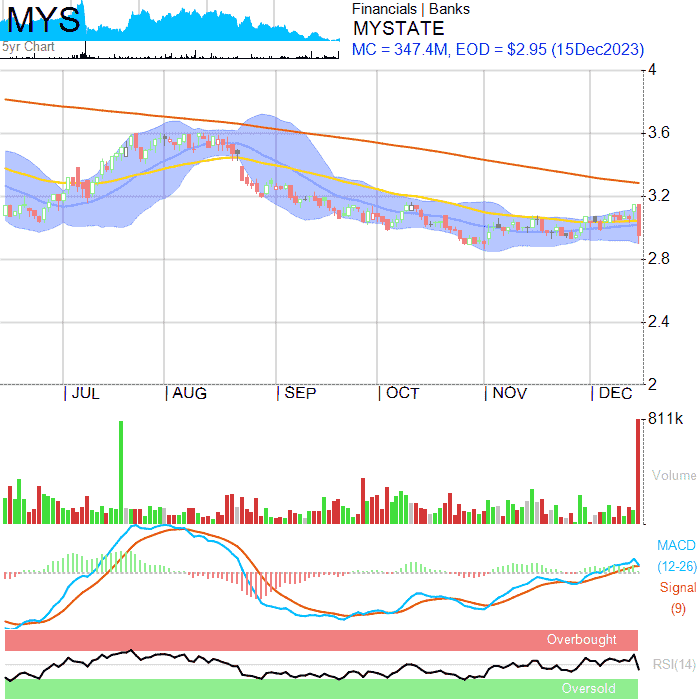 MYS
5yr Chart
Financials | Banks
MYSTATE
MC = 347.4M, EOD = $2.95 (15Dec2023)
4
3.6
3.2
2.8
2.4
2
JUL AUG SEP OCT NOV DEC
811k
Volume
MACD
(12-26)
Signal
(9)
Overbought
RSI(14)
Oversold